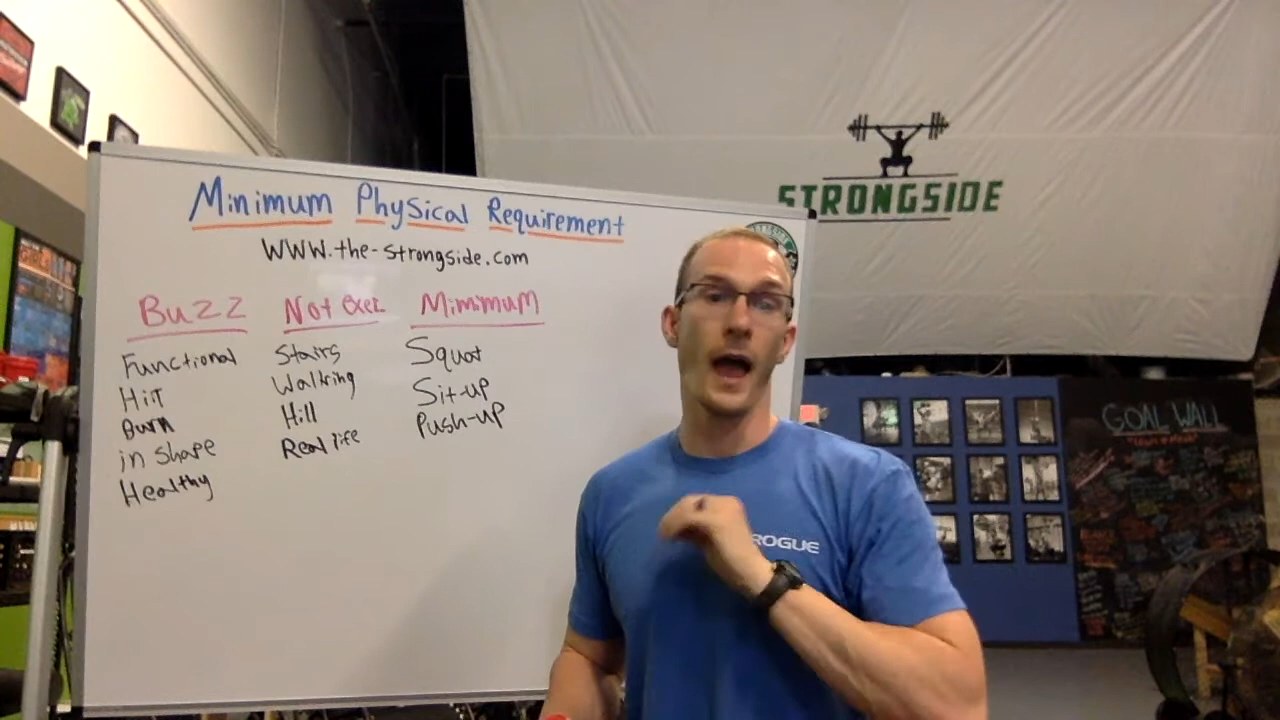 Minimum Physical Requirement
WWW.the-strongside.com
Buzz
Functional
HiiT
Burn
in shape
Healthy
Not Exer.
Stairs
Walking
Hill
Real life
Mimimum
Squat
Sit-up
Push-up
STRONGSIDE
ROGUE
GOAL WALL